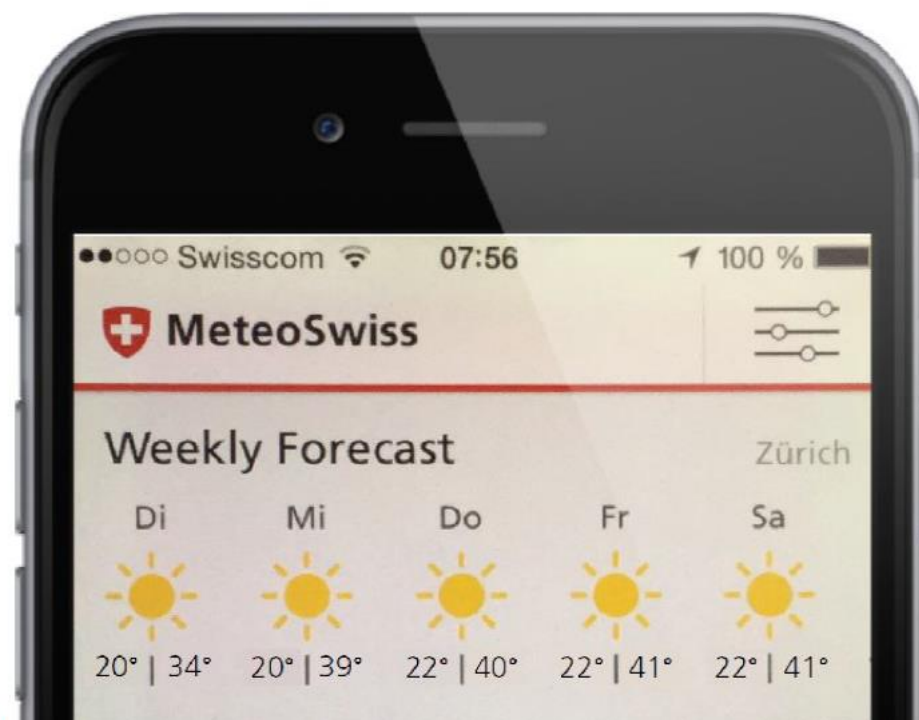 Swisscom 07:56 100 %
MeteoSwiss
Weekly Forecast Zürich
Di Mi Do Fr Sa
20° | 34° 20° | 39° 22° | 40° 22° | 41° 22° | 41°